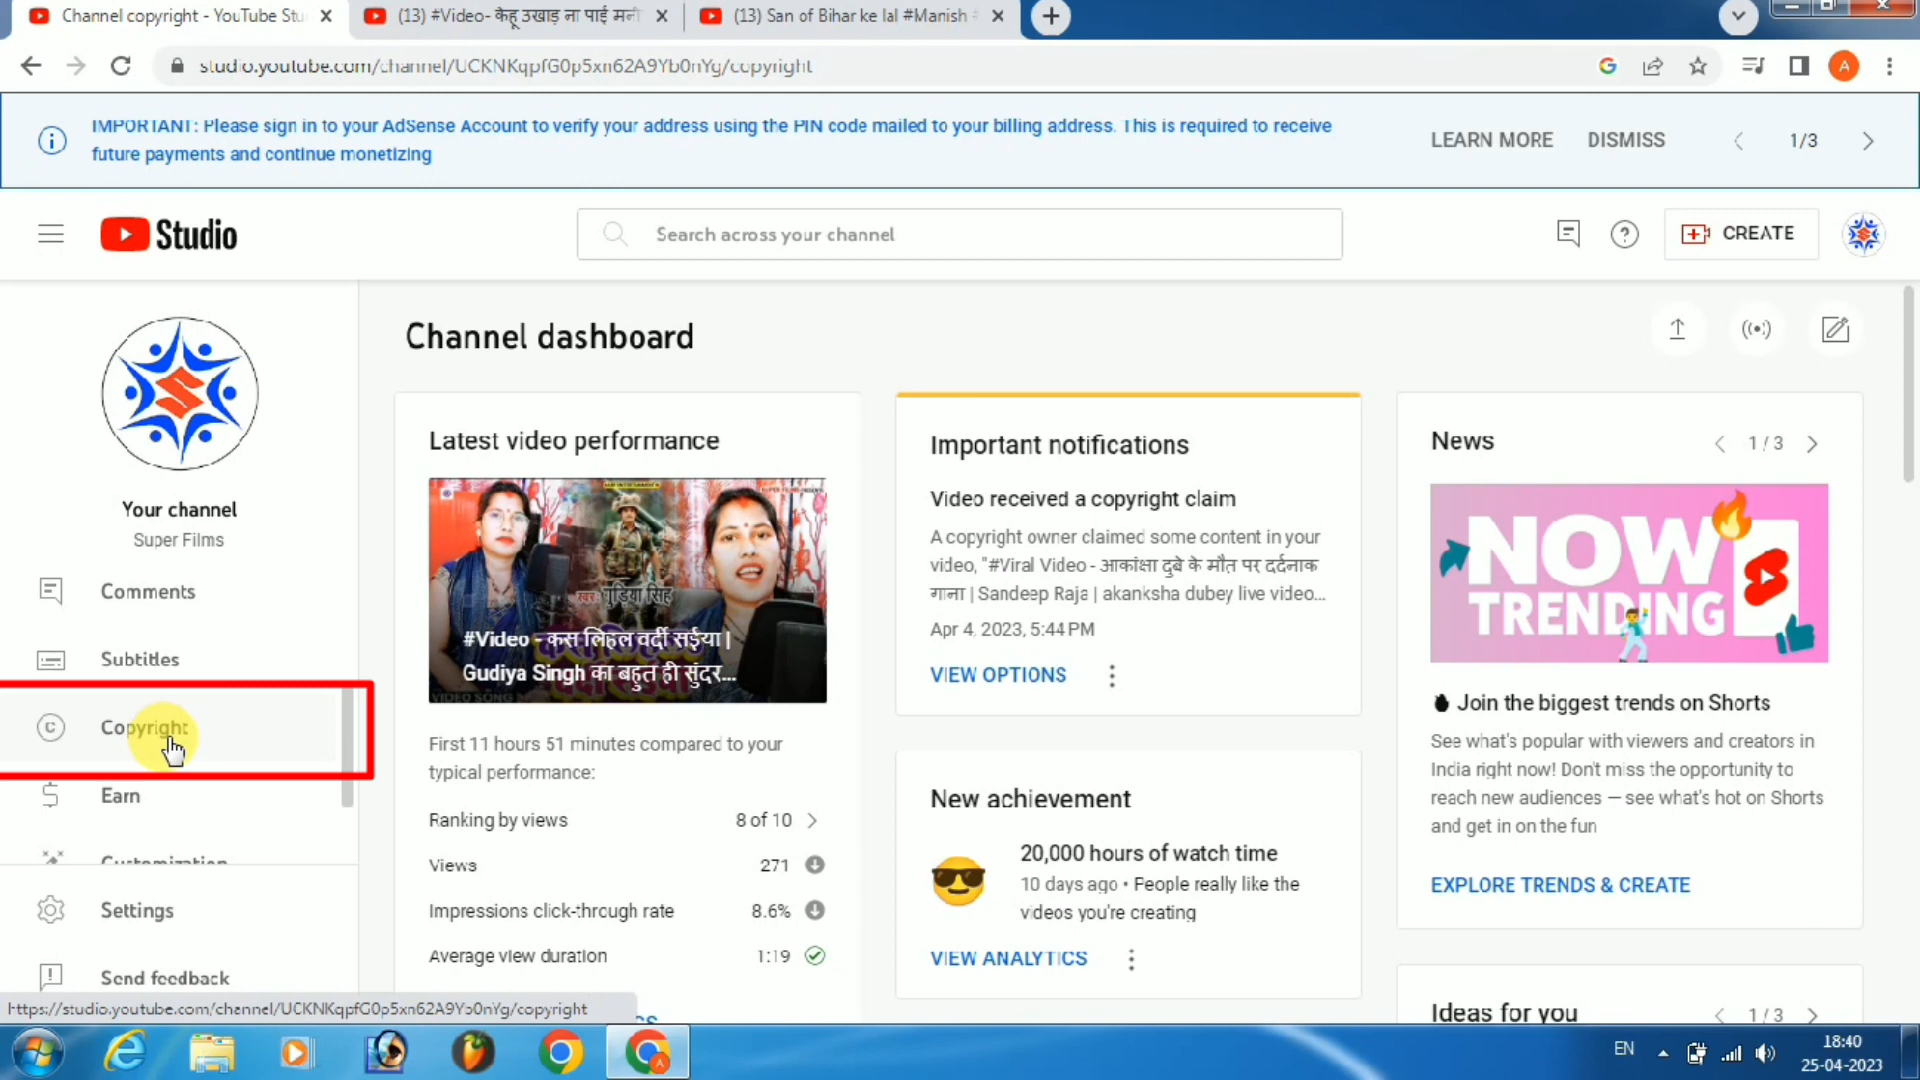 Channel copyright - YouTube Stu
(13) #Video- केहू उखाड़ ना पाई मनी
(13) San of Bihar ke lal #Manish #
studio.youtube.com/channel/UCKNKqpfG0p5xn62A9Yb0nYg/copyright
A
IMPORTANT: Please sign in to your AdSense Account to verify your address using the PIN code mailed to your billing address. This is required to receive
future payments and continue monetizing
LEARN MORE
DISMISS
1/3
Studio
Search across your channel
CREATE
Your channel
Super Films
Comments
Subtitles
Copyright
Earn
Customization
Settings
Send feedback
Channel dashboard
Latest video performance
स्वर: गुड़िया सिंह
#Video - कस लिहल वर्दी सईया |
Gudiya Singh का बहुत ही सुंदर...
VIDEO SONG
First 11 hours 51 minutes compared to your
typical performance:
Ranking by views 8 of 10
Views 271
Impressions click-through rate 8.6%
Average view duration 1:19
Important notifications
Video received a copyright claim
A copyright owner claimed some content in your
video, "#Viral Video - आकांक्षा दुबे के मौत पर दर्दनाक
गाना | Sandeep Raja | akanksha dubey live video...
Apr 4, 2023, 5:44 PM
VIEW OPTIONS
New achievement
20,000 hours of watch time
10 days ago • People really like the
videos you're creating
VIEW ANALYTICS
News
1 / 3
NOW
TRENDING
Join the biggest trends on Shorts
See what's popular with viewers and creators in
India right now! Don't miss the opportunity to
reach new audiences — see what's hot on Shorts
and get in on the fun
EXPLORE TRENDS & CREATE
Ideas for you
1 / 3
https://studio.youtube.com/channel/UCKNKqpfG0p5xn62A9Yb0nYg/copyright
EN
18:40
25-04-2023